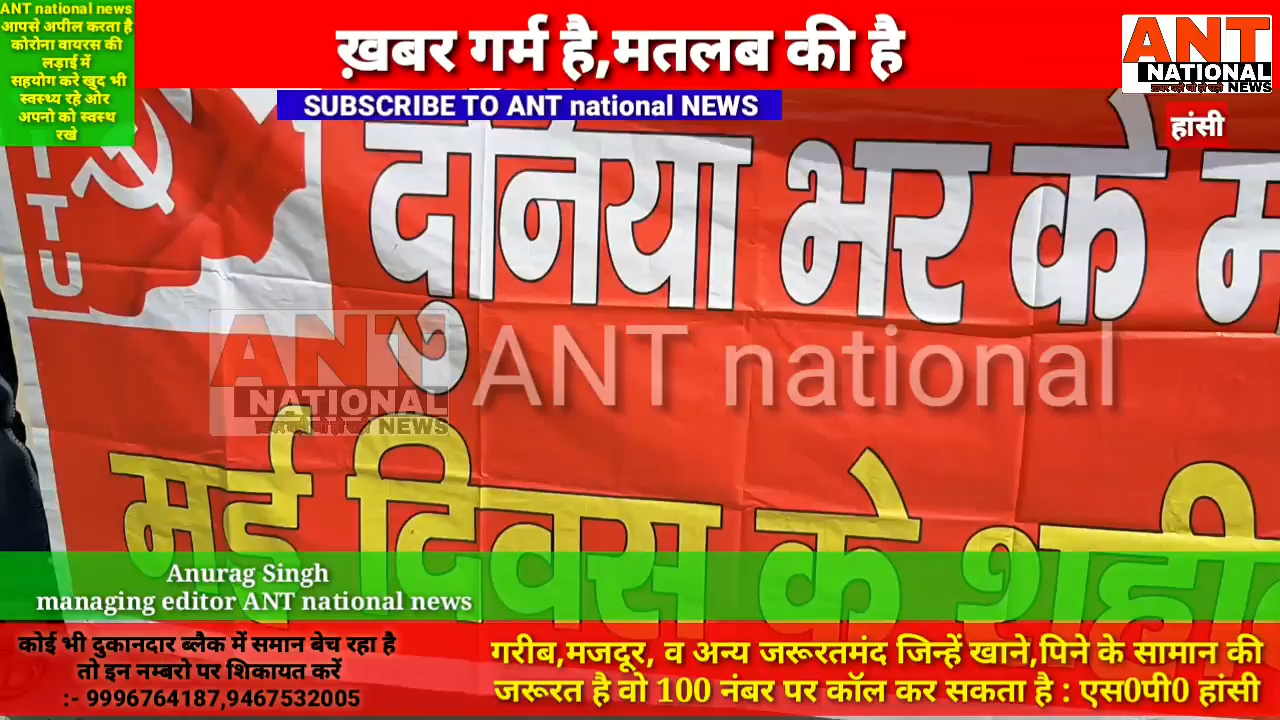 ANT national news
आपसे अपील करता है
कोरोना वायरस की
लड़ाई में
सहयोग करे खुद भी
स्वस्थ्य रहे ओर
अपनो को स्वस्थ
रखे
ख़बर गर्म है,मतलब की है
ANT
NATIONAL
NEWS
SUBSCRIBE TO ANT national NEWS
हांसी
I
T
U
दुनिया भर के म
ANT
NATIONAL
NEWS
ANT national
मई दिवस के शही
Anurag Singh
managing editor ANT national news
कोई भी दुकानदार ब्लैक में समान बेच रहा है
तो इन नम्बरो पर शिकायत करें
:- 9996764187,9467532005
गरीब,मजदूर, व अन्य जरूरतमंद जिन्हें खाने,पिने के सामान की
जरूरत है वो 100 नंबर पर कॉल कर सकता है : एस0पी0 हांसी